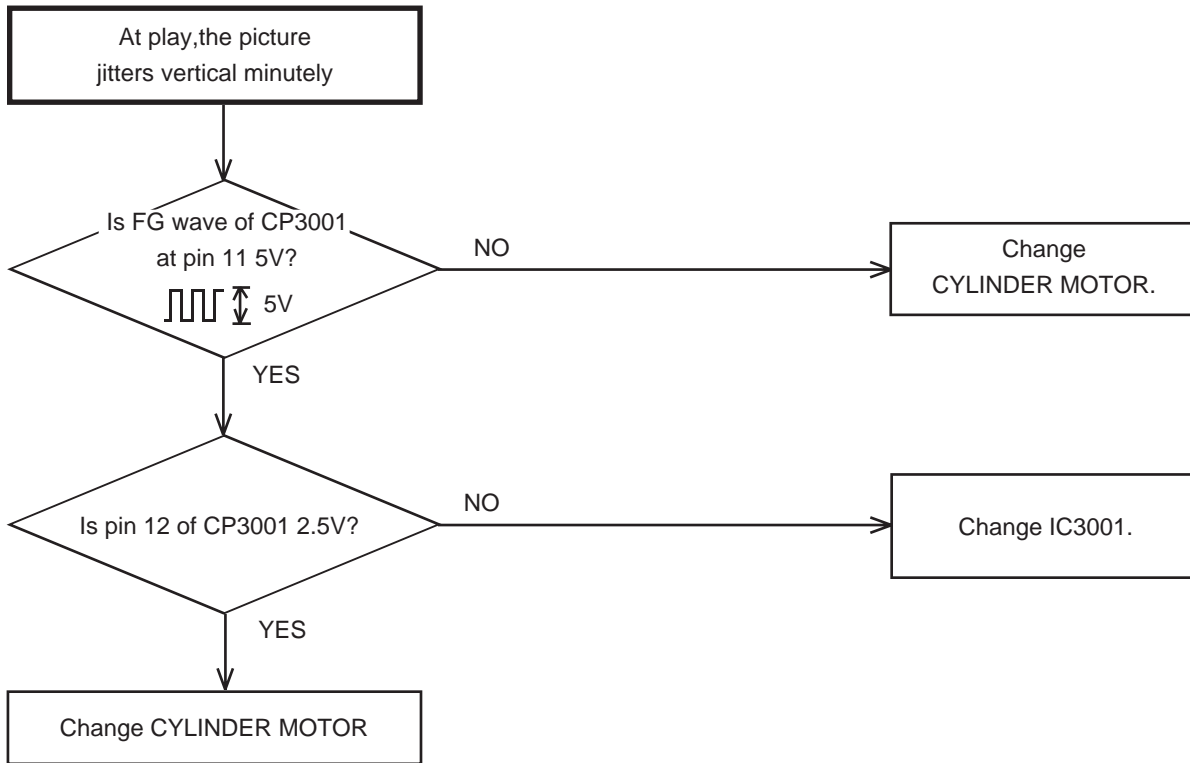 At play,the picture
jitters vertical minutely
Is FG wave of CP3001
at pin 11 5V?
5V
NO
Change
CYLINDER MOTOR.
YES
Is pin 12 of CP3001 2.5V?
NO
Change IC3001.
YES
Change CYLINDER MOTOR